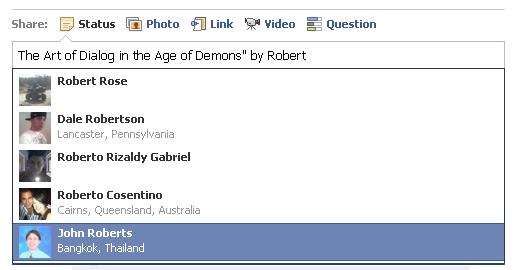 Share: Status Photo Link Video Question
The Art of Dialog in the Age of Demons" by Robert
Robert Rose
Dale Robertson
Lancaster, Pennsylvania
Roberto Rizaldy Gabriel
Roberto Cosentino
Cairns, Queensland, Australia
John Roberts
Bangkok, Thailand